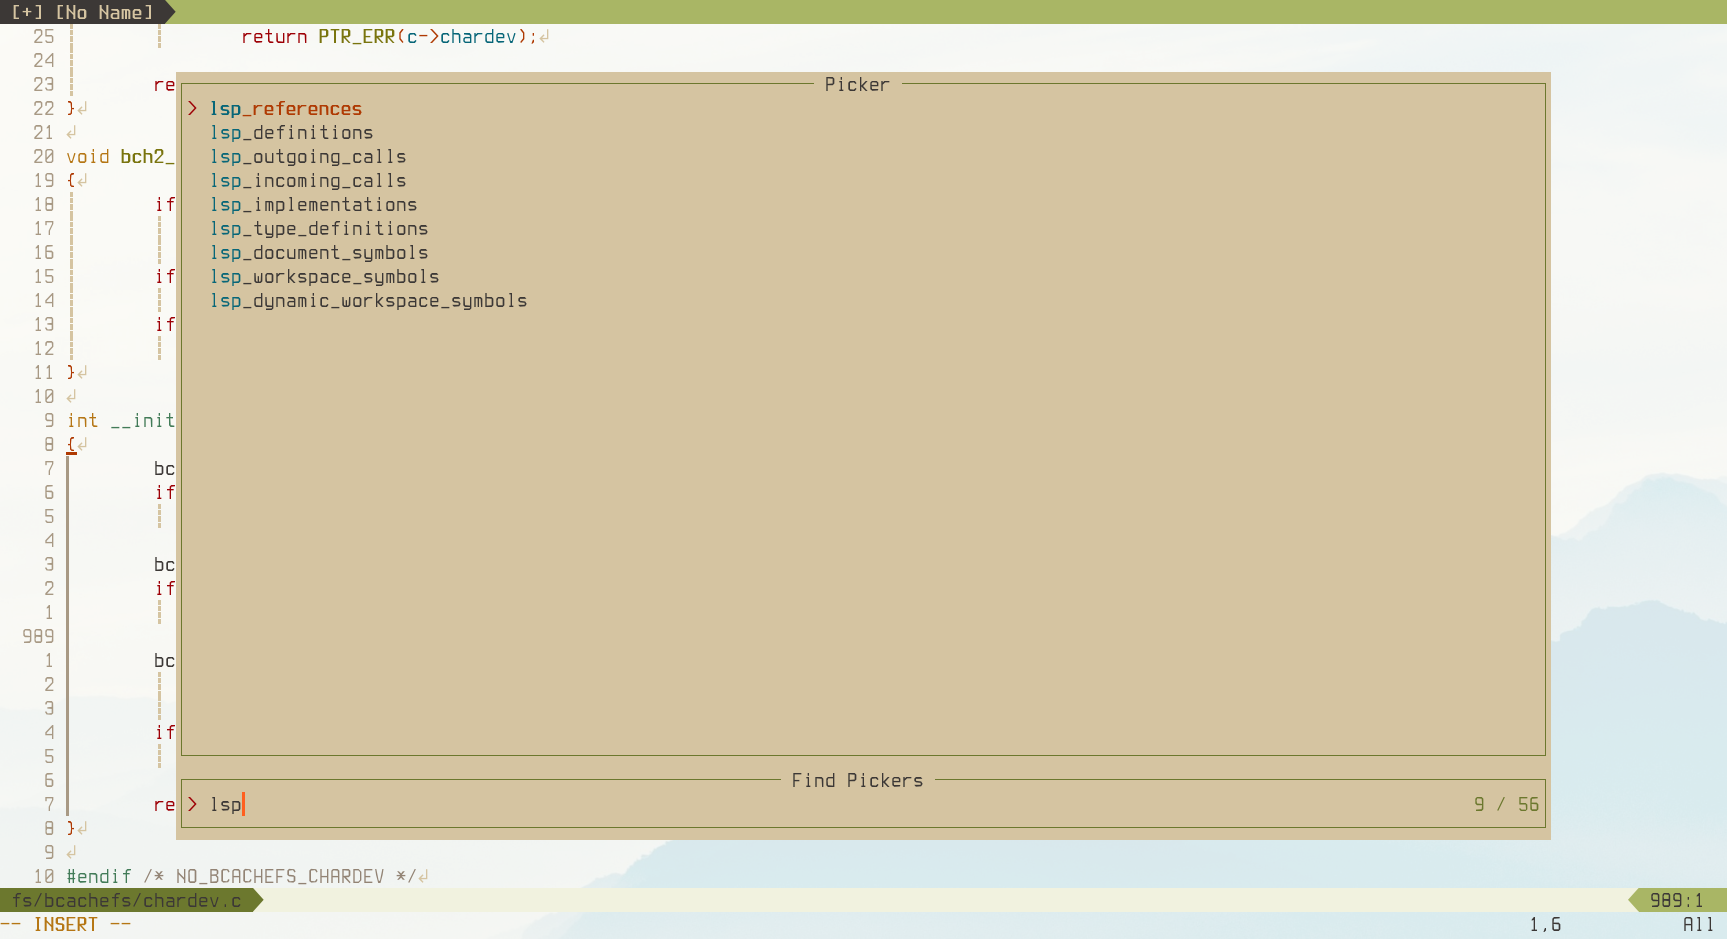 [+] [No Name]
25 return PTR_ERR(c->chardev);↲
24
23 re
22 }↲
21 ↲
20 void bch2_
19 {↲
18 if
17
16
15 if
14
13 if
12
11 }↲
10 ↲
9 int __init
8 {↲
7 bc
6 if
5
4
3 bc
2 if
1
989
1 bc
2
3
4 if
5
6
7 re
8 }↲
9 ↲
10 #endif /* NO_BCACHEFS_CHARDEV */↲
Picker
> lsp_references
lsp_definitions
lsp_outgoing_calls
lsp_incoming_calls
lsp_implementations
lsp_type_definitions
lsp_document_symbols
lsp_workspace_symbols
lsp_dynamic_workspace_symbols
Find Pickers
> lsp 9 / 56
fs/bcachefs/chardev.c 989:1
-- INSERT -- 1,6 All